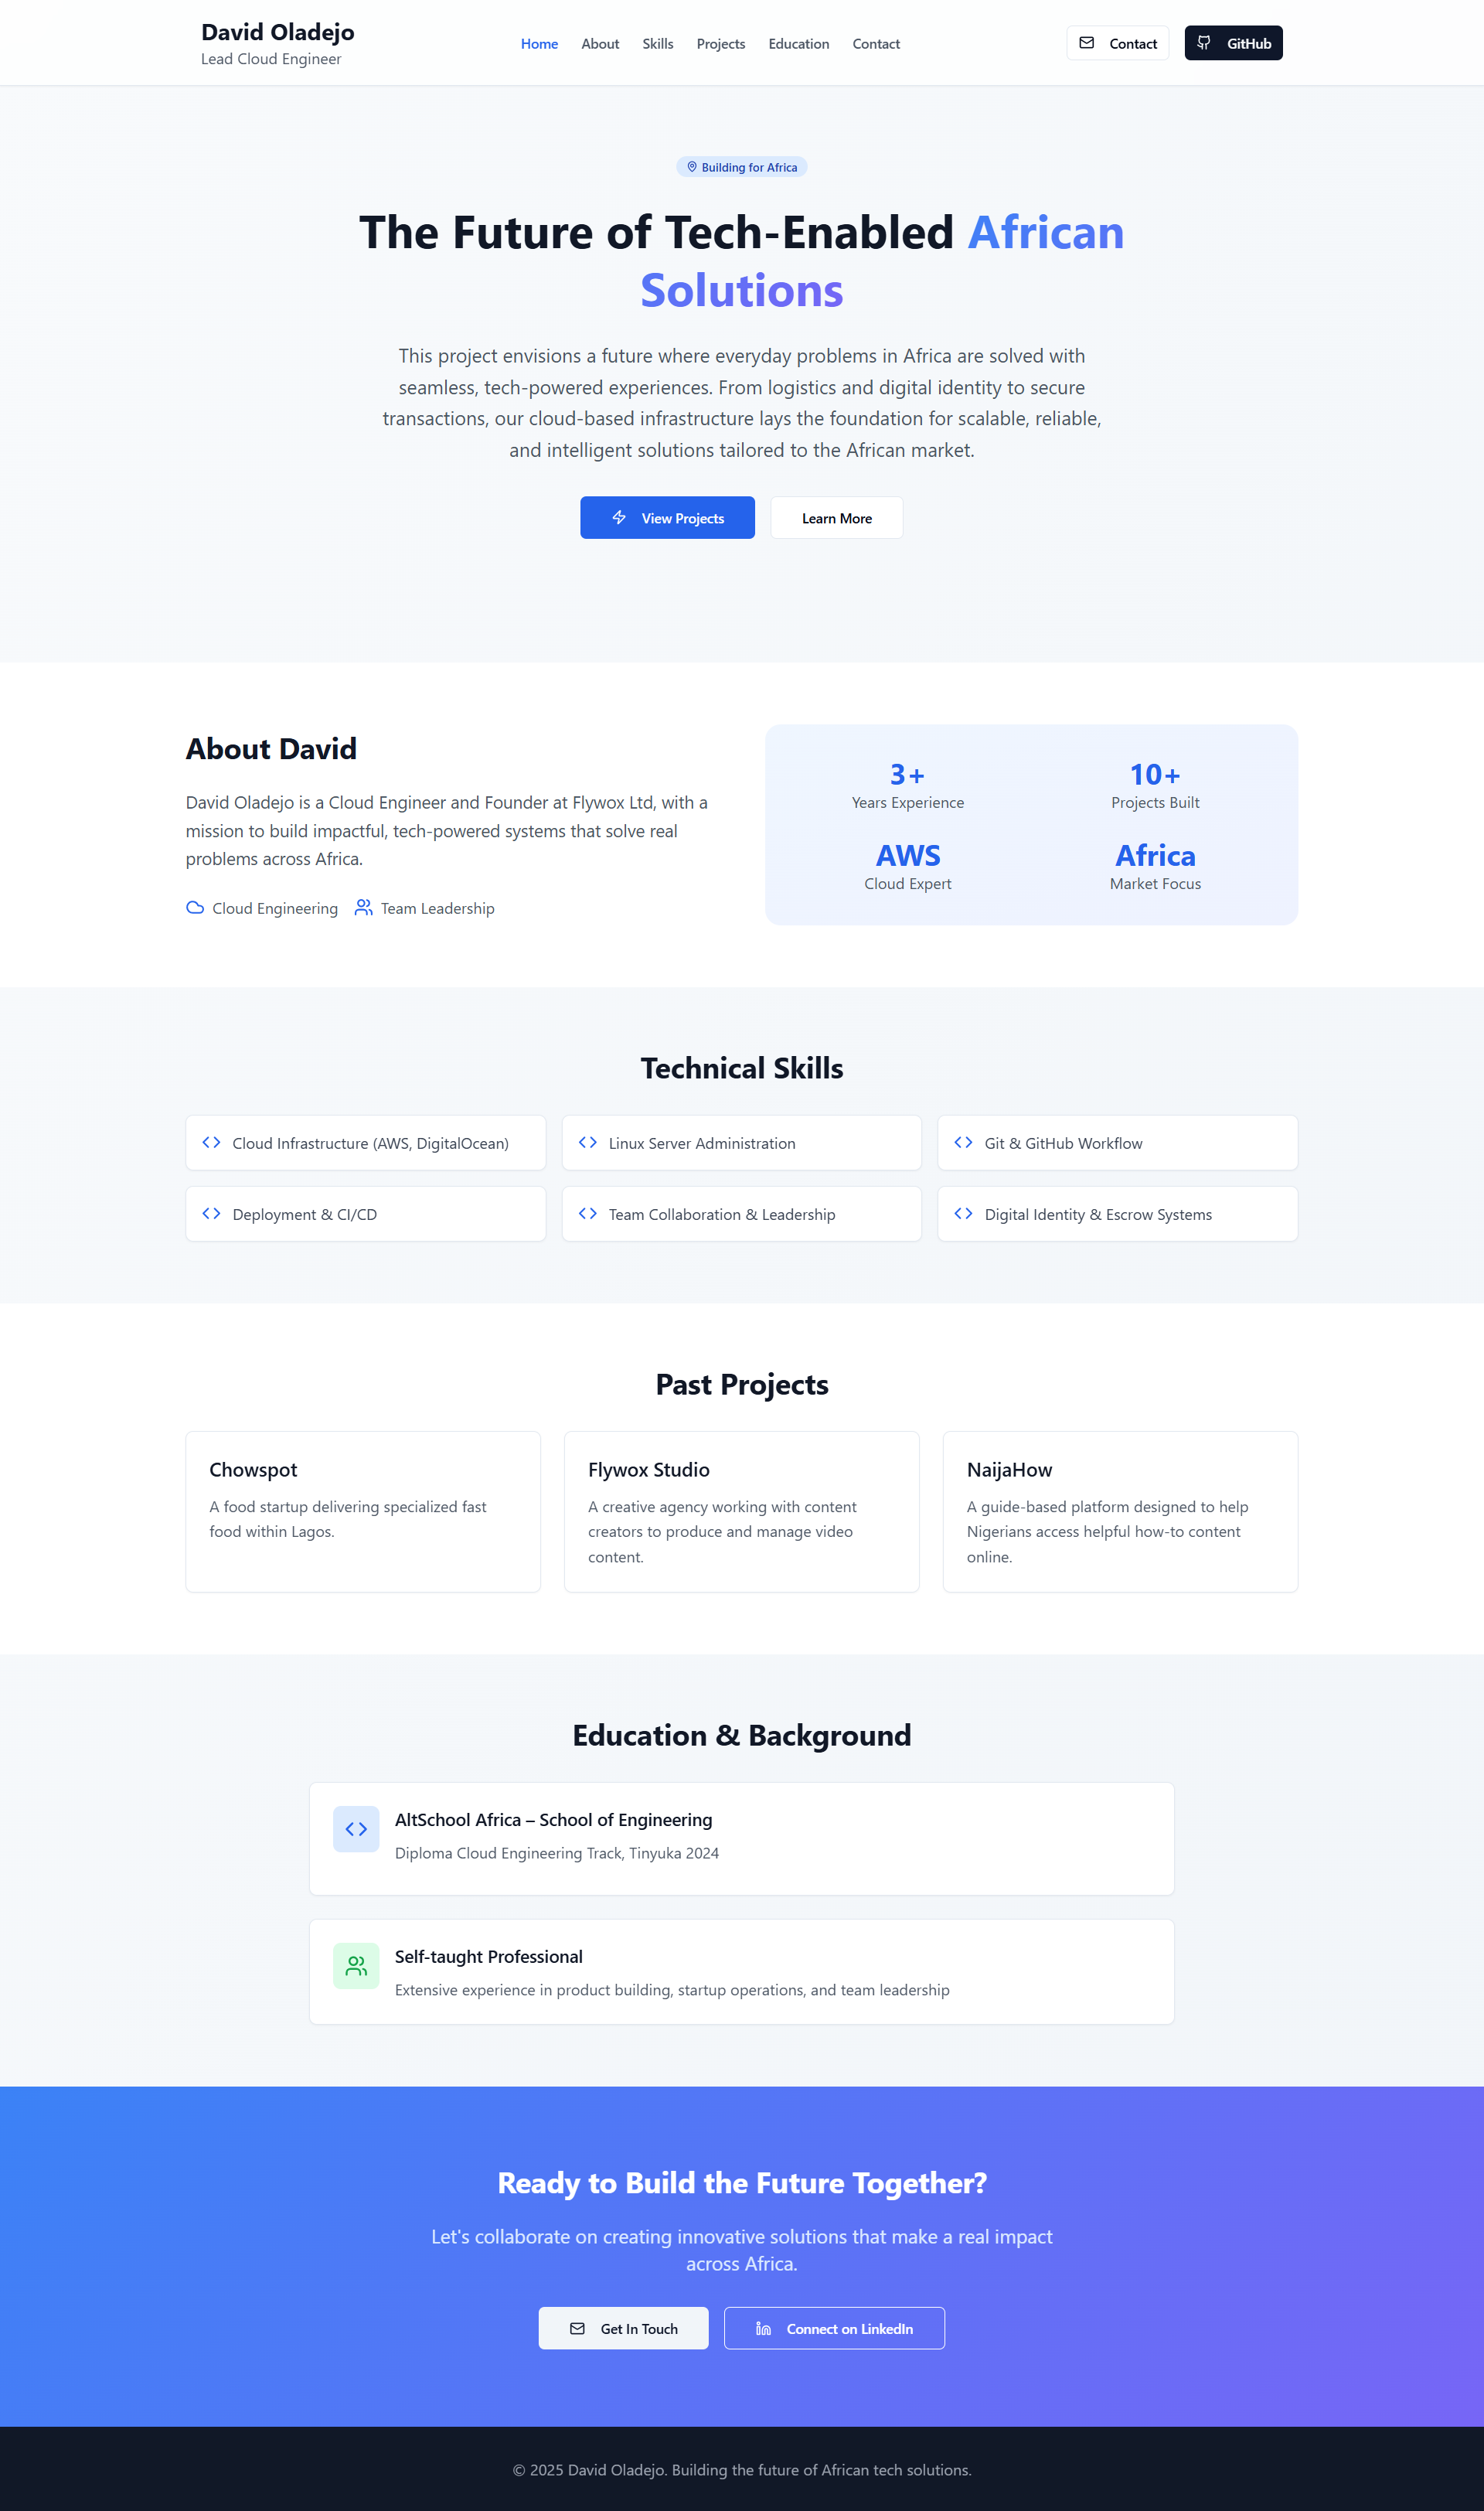 David Oladejo
Lead Cloud Engineer
Home About Skills Projects Education Contact
Contact GitHub
Building for Africa
The Future of Tech-Enabled African
Solutions
This project envisions a future where everyday problems in Africa are solved with
seamless, tech-powered experiences. From logistics and digital identity to secure
transactions, our cloud-based infrastructure lays the foundation for scalable, reliable,
and intelligent solutions tailored to the African market.
View Projects Learn More
About David
David Oladejo is a Cloud Engineer and Founder at Flywox Ltd, with a
mission to build impactful, tech-powered systems that solve real
problems across Africa.
Cloud Engineering Team Leadership
3+
Years Experience
10+
Projects Built
AWS
Cloud Expert
Africa
Market Focus
Technical Skills
Cloud Infrastructure (AWS, DigitalOcean)
Linux Server Administration
Git & GitHub Workflow
Deployment & CI/CD
Team Collaboration & Leadership
Digital Identity & Escrow Systems
Past Projects
Chowspot
A food startup delivering specialized fast
food within Lagos.
Flywox Studio
A creative agency working with content
creators to produce and manage video
content.
NaijaHow
A guide-based platform designed to help
Nigerians access helpful how-to content
online.
Education & Background
AltSchool Africa – School of Engineering
Diploma Cloud Engineering Track, Tinyuka 2024
Self-taught Professional
Extensive experience in product building, startup operations, and team leadership
Ready to Build the Future Together?
Let's collaborate on creating innovative solutions that make a real impact
across Africa.
Get In Touch Connect on LinkedIn
© 2025 David Oladejo. Building the future of African tech solutions.